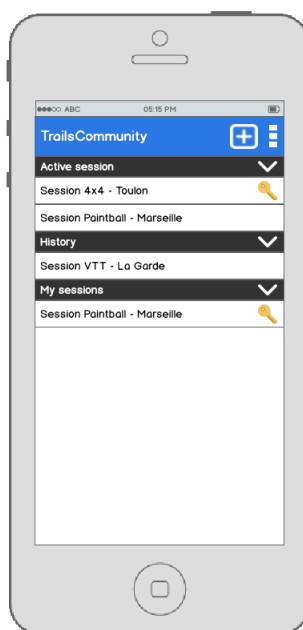 ABC 05:15 PM
TrailsCommunity
Active session
Session 4x4 - Toulon
Session Paintball - Marseille
History
Session VTT - La Garde
My sessions
Session Paintball - Marseille